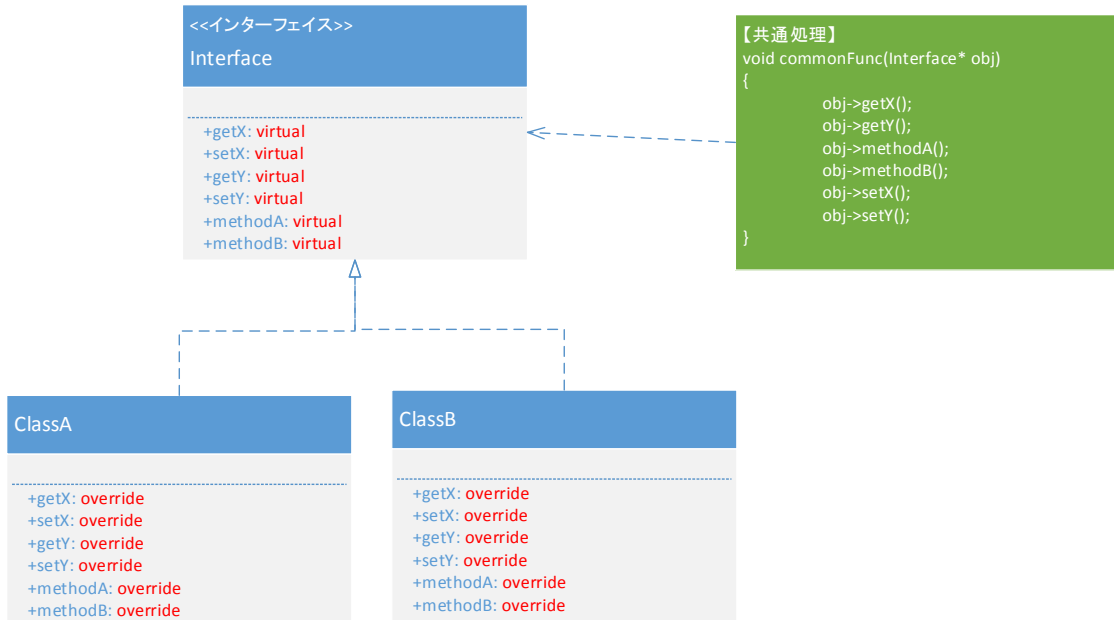 <<インターフェイス>>
Interface
+getX: virtual
+setX: virtual
+getY: virtual
+setY: virtual
+methodA: virtual
+methodB: virtual
【共通処理】
void commonFunc(Interface* obj)
{
obj->getX();
obj->getY();
obj->methodA();
obj->methodB();
obj->setX();
obj->setY();
}
ClassA
+getX: override
+setX: override
+getY: override
+setY: override
+methodA: override
+methodB: override
ClassB
+getX: override
+setX: override
+getY: override
+setY: override
+methodA: override
+methodB: override